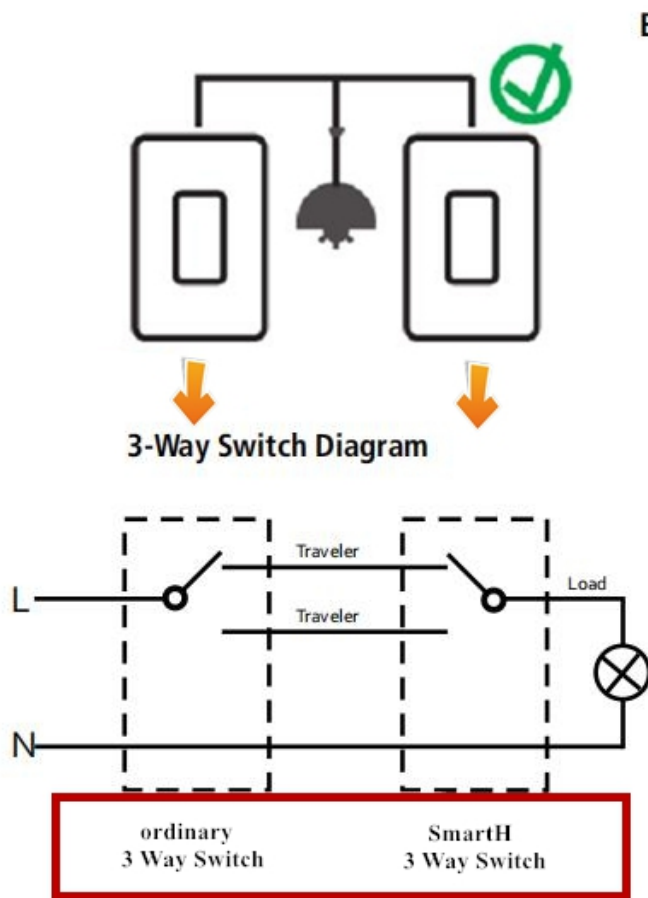 E
3-Way Switch Diagram
Traveler
L
Load
Traveler
N
ordinary
3 Way Switch
SmartH
3 Way Switch